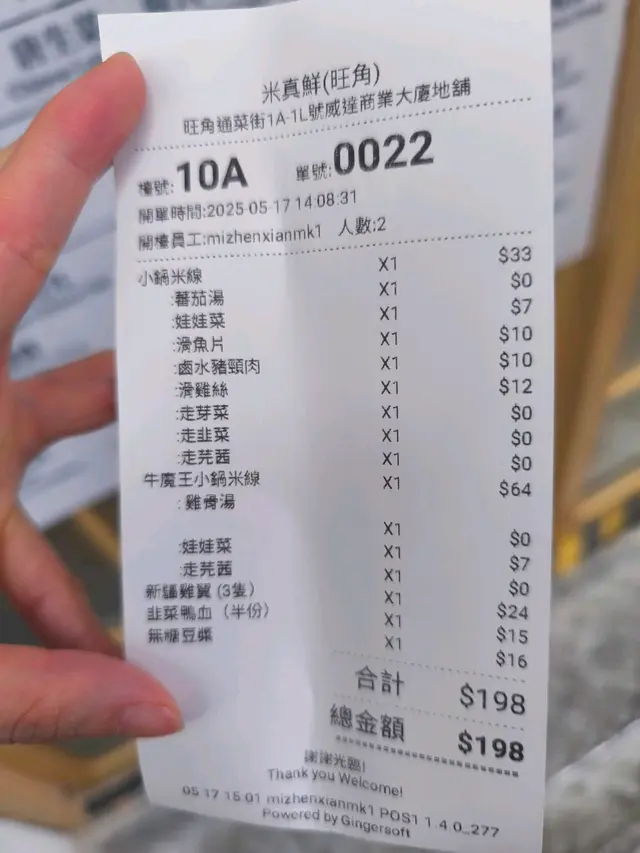 米真鮮(旺角)
旺角通菜街1A-1L號威達商業大廈地舖
檯號:10A 單號:0022
開單時間:2025-05-17 14:08:31
開檯員工:mizhenxianmk1 人數:2
小鍋米線 X1 $33
:蕃茄湯 X1 $0
:娃娃菜 X1 $7
:滑魚片 X1 $10
:鹵水豬頸肉 X1 $10
:滑雞絲 X1 $12
:走芽菜 X1 $0
:走韭菜 X1 $0
:走芫茜 X1 $0
牛魔王小鍋米線 X1 $64
:雞骨湯 X1 $0
:娃娃菜 X1 $7
:走芫茜 X1 $0
新疆雞翼(3隻) X1 $24
韭菜鴨血（半份） X1 $15
無糖豆漿 X1 $16
合計 $198
總金額 $198
謝謝光臨!
Thank you Welcome!
05 17 15:01 mizhenxianmk1 POS1 1.4.0_277
Powered by Gingersoft